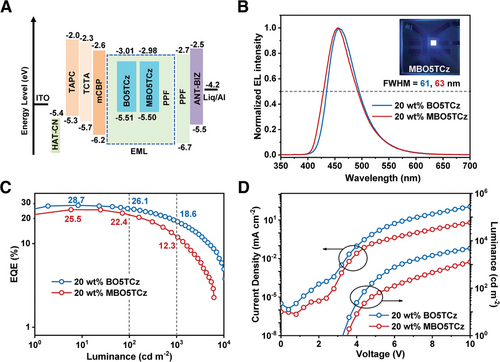 A
Energy Level (eV)
-2.0
-2.3
-2.6
-3.01
-2.98
-2.7
-2.5
TAPC
TCTA
mCBP
BO5TCz
MBO5TCz
PPF
PPF
ANT-BIZ
-4.2
Liq/Al
ITO
-5.4
HAT-CN
-5.3
-5.7
-6.2
-5.51
-5.50
-6.7
-5.5
EML
B
Normalized EL intensity
1.0
0.8
0.6
0.4
0.2
0.0
MBO5TCz
FWHM = 61, 63 nm
20 wt% BO5TCz
20 wt% MBO5TCz
350 400 450 500 550 600 650 700
Wavelength (nm)
C
EQE (%)
30
10
1
28.7
26.1
18.6
25.5
22.4
12.3
20 wt% BO5TCz
20 wt% MBO5TCz
10⁰ 10¹ 10² 10³ 10⁴
Luminance (cd m⁻²)
D
Current Density (mA cm⁻²)
10¹
10⁻²
10⁻⁵
10⁻⁸
20 wt% BO5TCz
20 wt% MBO5TCz
0 2 4 6 8 10
Voltage (V)
10⁶
10⁴
10²
10⁰
Luminance (cd m⁻²)